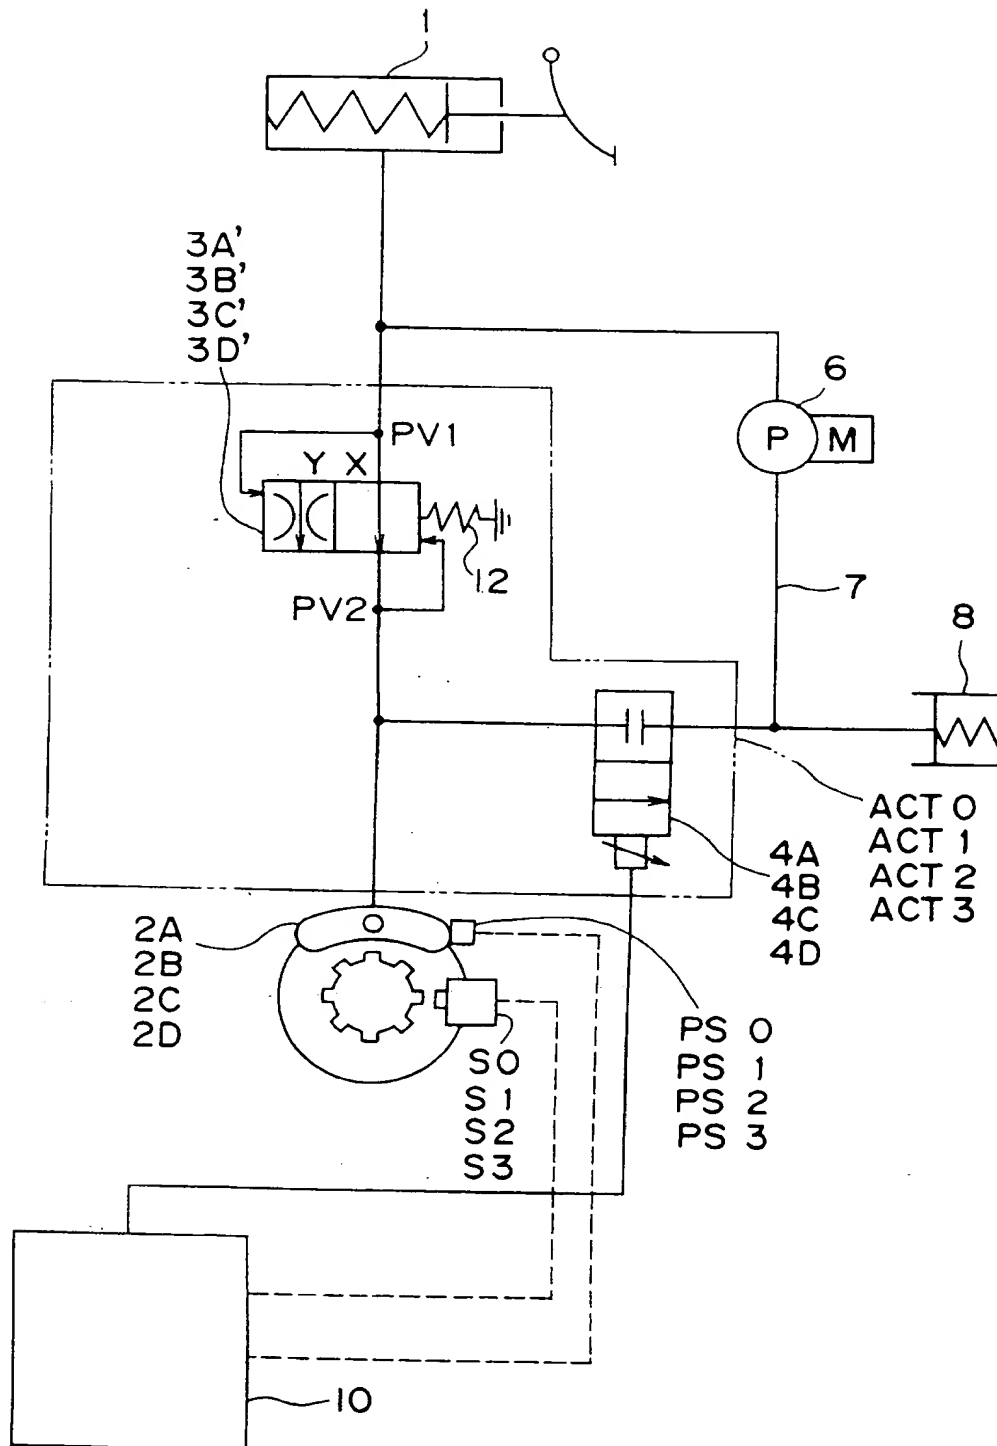 1
3A'
3B'
3C'
3D'
6
P M
PV1
Y X
12
PV2
7
8
ACT 0
ACT 1
ACT 2
ACT 3
4A
4B
4C
4D
2A
2B
2C
2D
S0
S1
S2
S3
PS 0
PS 1
PS 2
PS 3
10